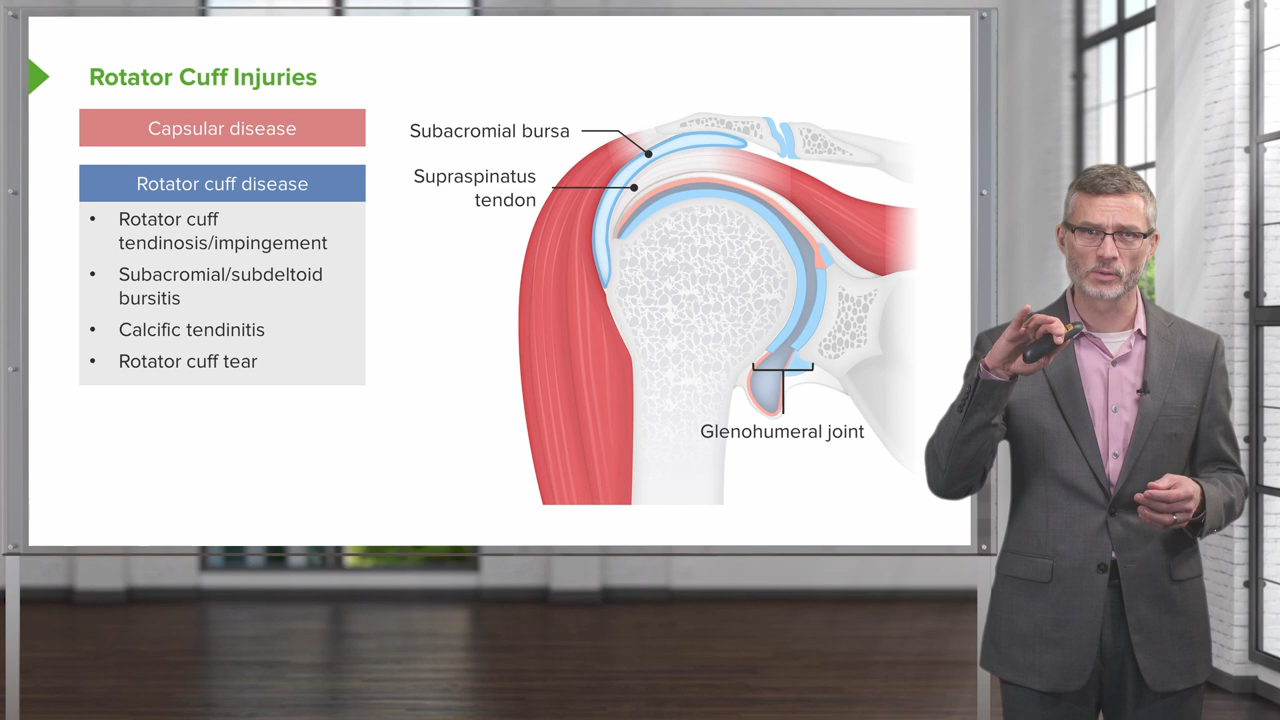 Rotator Cuff Injuries
Capsular disease
Rotator cuff disease
• Rotator cuff
tendinosis/impingement
• Subacromial/subdeltoid
bursitis
• Calcific tendinitis
• Rotator cuff tear
Subacromial bursa
Supraspinatus
tendon
Glenohumeral joint